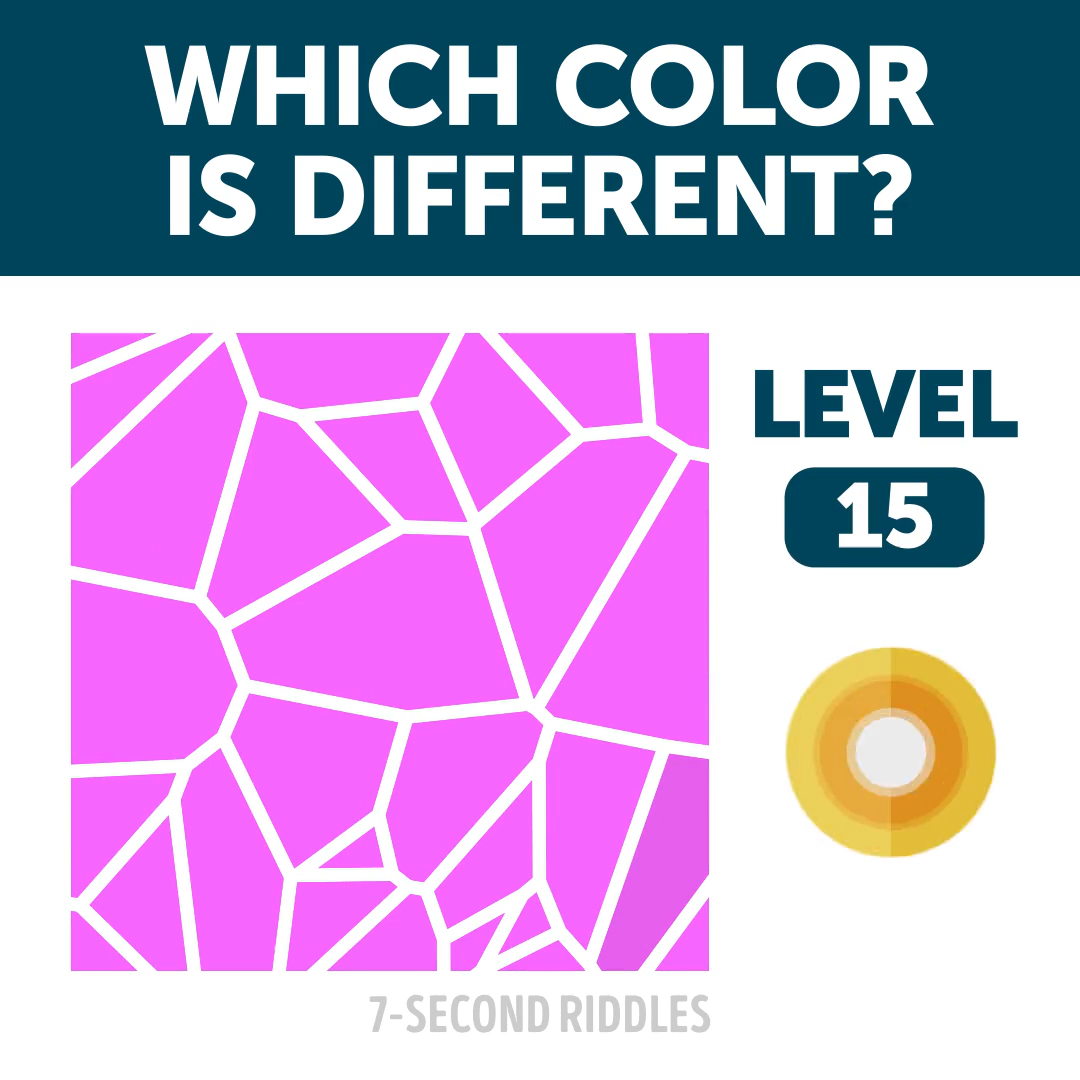 WHICH COLOR
IS DIFFERENT?
LEVEL
15
7-SECOND RIDDLES